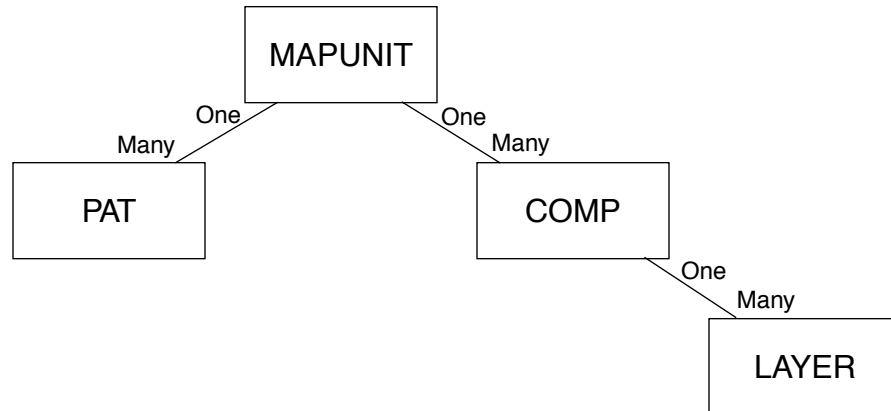 MAPUNIT
One
One
Many
Many
PAT
COMP
One
Many
LAYER